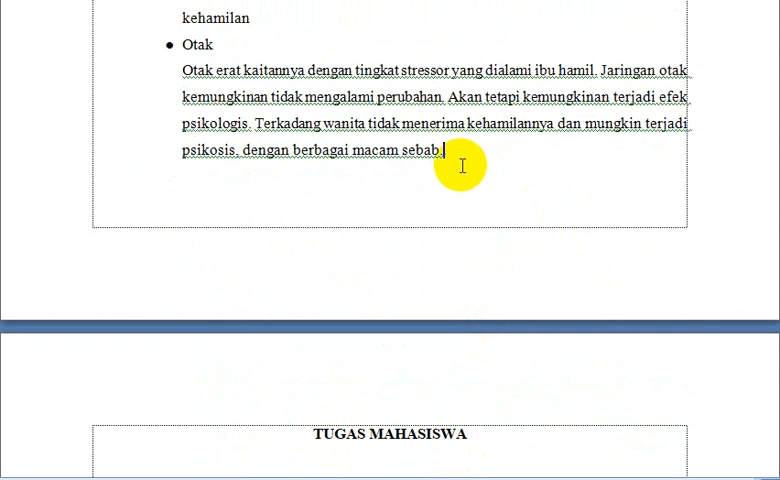 kehamilan
● Otak
Otak erat kaitannya dengan tingkat stressor yang dialami ibu hamil. Jaringan otak
kemungkinan tidak mengalami perubahan. Akan tetapi kemungkinan terjadi efek
psikologis. Terkadang wanita tidak menerima kehamilannya dan mungkin terjadi
psikosis, dengan berbagai macam sebab.
TUGAS MAHASISWA